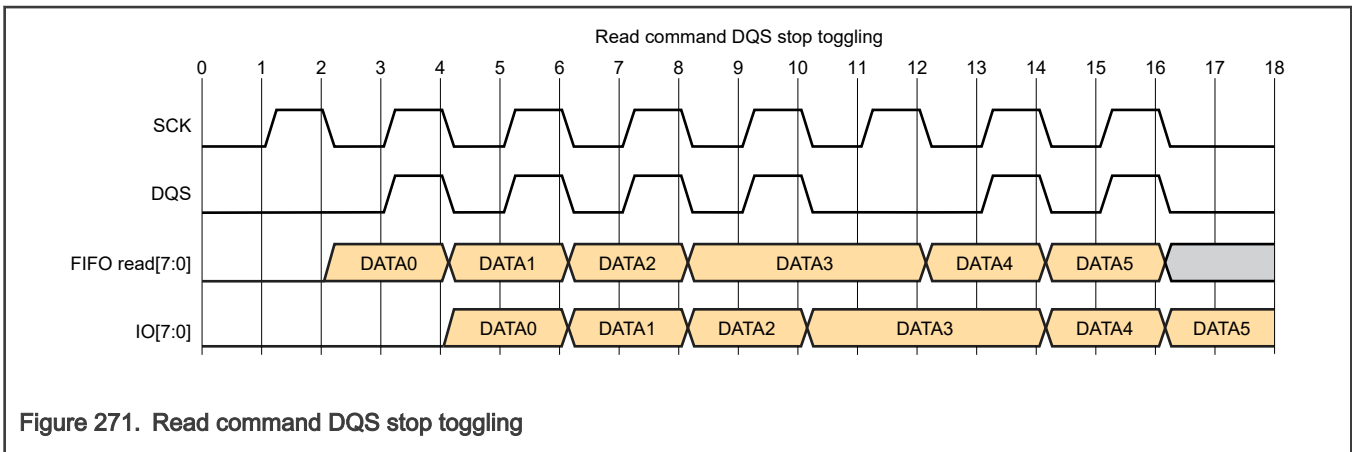 Read command DQS stop toggling
0 1 2 3 4 5 6 7 8 9 10 11 12 13 14 15 16 17 18
SCK
DQS
FIFO read[7:0] DATA0 DATA1 DATA2 DATA3 DATA4 DATA5
IO[7:0] DATA0 DATA1 DATA2 DATA3 DATA4 DATA5
Figure 271. Read command DQS stop toggling